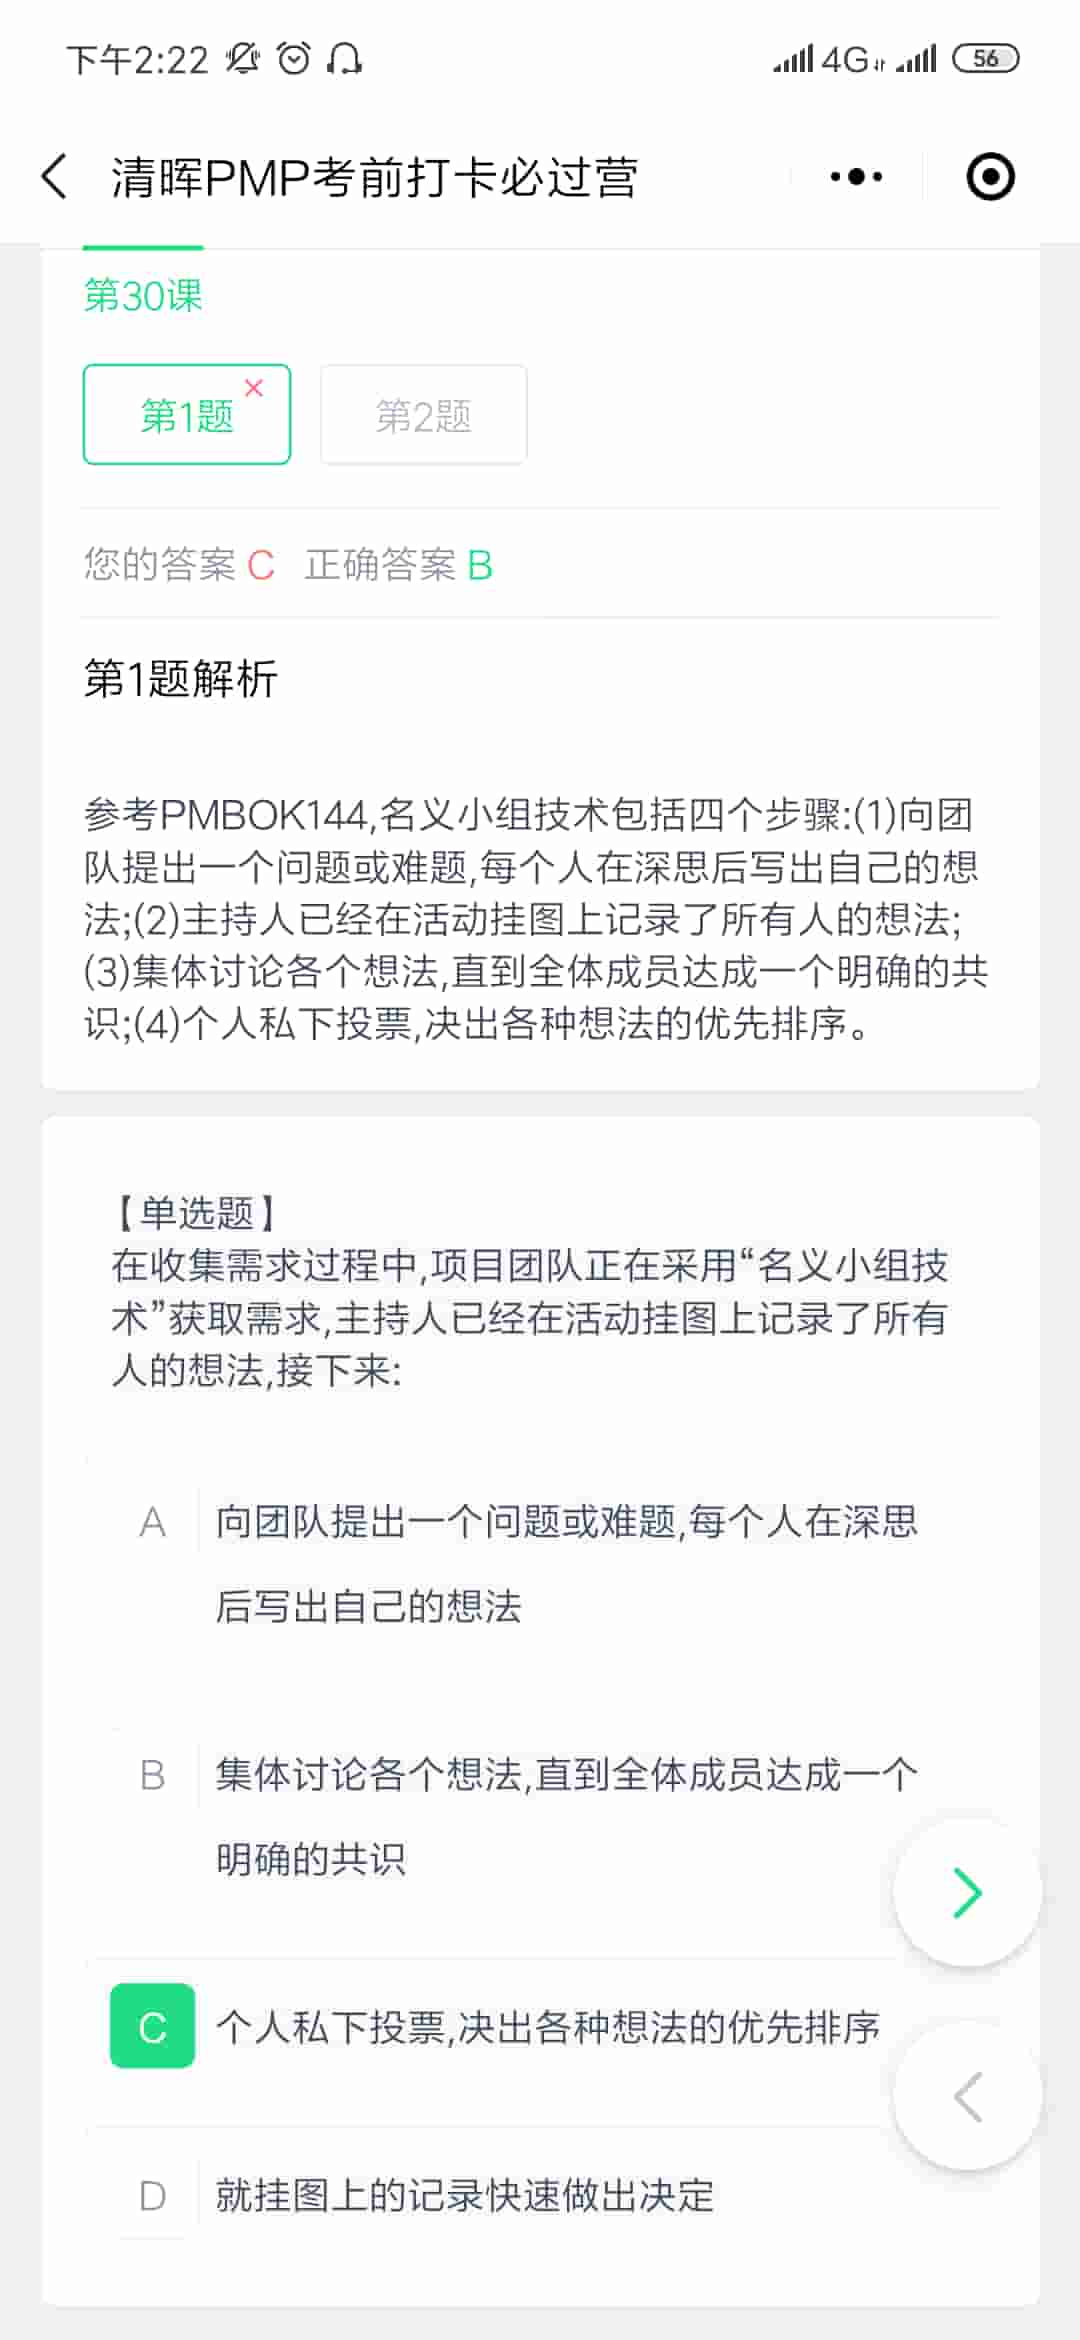 下午2:22 4G 56
清晖PMP考前打卡必过营
第30课
第1题 第2题
您的答案 C 正确答案 B
第1题解析
参考PMBOK144,名义小组技术包括四个步骤:(1)向团
队提出一个问题或难题,每个人在深思后写出自己的想
法;(2)主持人已经在活动挂图上记录了所有人的想法;
(3)集体讨论各个想法,直到全体成员达成一个明确的共
识;(4)个人私下投票,决出各种想法的优先排序。
【单选题】
在收集需求过程中,项目团队正在采用“名义小组技
术”获取需求,主持人已经在活动挂图上记录了所有
人的想法,接下来:
A 向团队提出一个问题或难题,每个人在深思
后写出自己的想法
B 集体讨论各个想法,直到全体成员达成一个
明确的共识
C 个人私下投票,决出各种想法的优先排序
D 就挂图上的记录快速做出决定